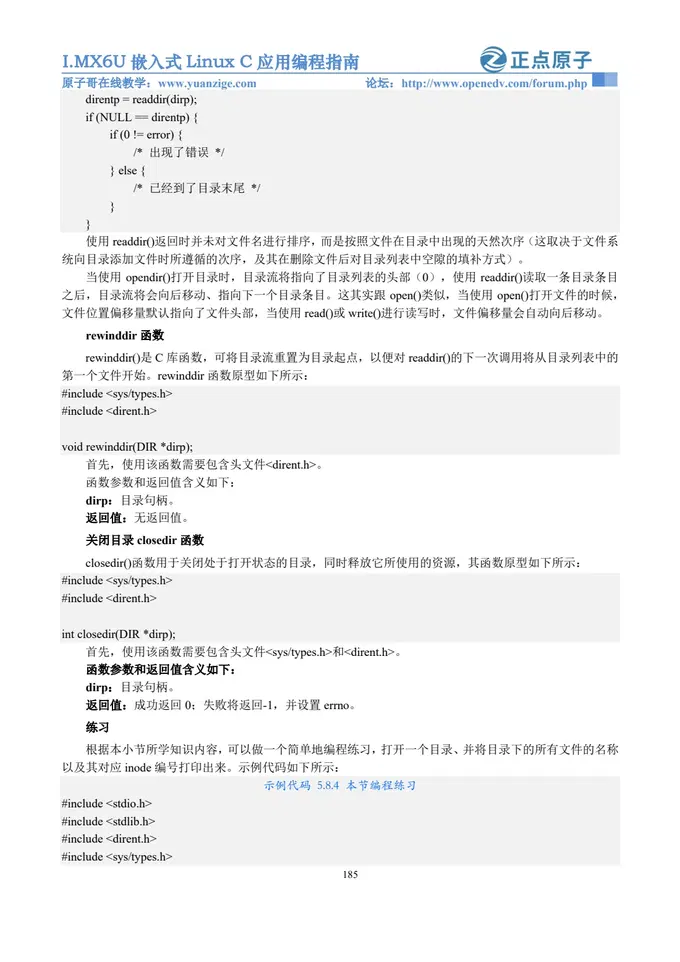 I.MX6U 嵌入式 Linux C 应用编程指南
正点原子
原子哥在线教学：www.yuanzige.com 论坛：http://www.openedv.com/forum.php
direntp = readdir(dirp);
if (NULL == direntp) {
if (0 != error) {
/* 出现了错误 */
} else {
/* 已经到了目录末尾 */
}
}
使用 readdir()返回时并未对文件名进行排序，而是按照文件在目录中出现的天然次序（这取决于文件系
统向目录添加文件时所遵循的次序，及其在删除文件后对目录列表中空隙的填补方式）。
当使用 opendir()打开目录时，目录流将指向了目录列表的头部（0），使用 readdir()读取一条目录条目
之后，目录流将会向后移动、指向下一个目录条目。这其实跟 open()类似，当使用 open()打开文件的时候，
文件位置偏移量默认指向了文件头部，当使用 read()或 write()进行读写时，文件偏移量会自动向后移动。
rewinddir 函数
rewinddir()是 C 库函数，可将目录流重置为目录起点，以便对 readdir()的下一次调用将从目录列表中的
第一个文件开始。rewinddir 函数原型如下所示：
#include <sys/types.h>
#include <dirent.h>
void rewinddir(DIR *dirp);
首先，使用该函数需要包含头文件<dirent.h>。
函数参数和返回值含义如下：
dirp：目录句柄。
返回值：无返回值。
关闭目录 closedir 函数
closedir()函数用于关闭处于打开状态的目录，同时释放它所使用的资源，其函数原型如下所示：
#include <sys/types.h>
#include <dirent.h>
int closedir(DIR *dirp);
首先，使用该函数需要包含头文件<sys/types.h>和<dirent.h>。
函数参数和返回值含义如下：
dirp：目录句柄。
返回值：成功返回 0；失败将返回-1，并设置 errno。
练习
根据本小节所学知识内容，可以做一个简单地编程练习，打开一个目录、并将目录下的所有文件的名称
以及其对应 inode 编号打印出来。示例代码如下所示：
示例代码 5.8.4 本节编程练习
#include <stdio.h>
#include <stdlib.h>
#include <dirent.h>
#include <sys/types.h>
185